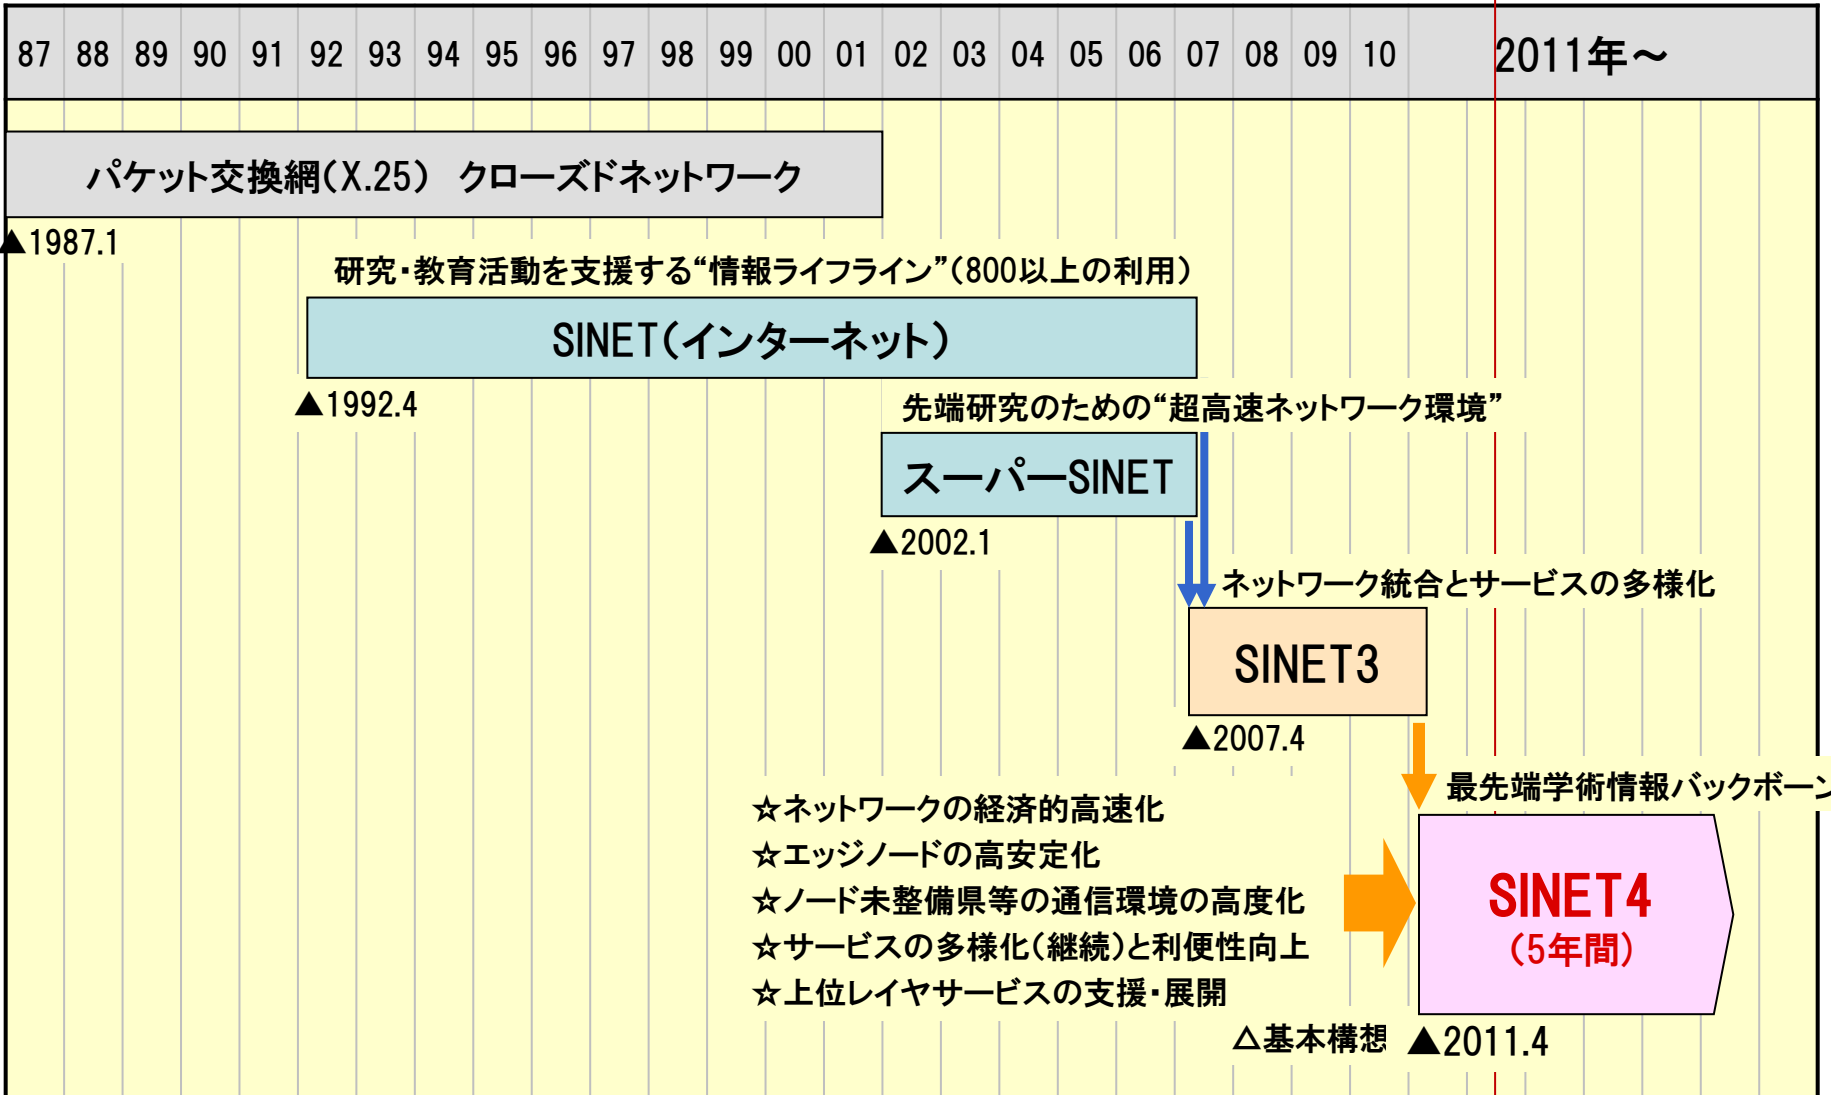 87 88 89 90 91 92 93 94 95 96 97 98 99 00 01 02 03 04 05 06 07 08 09 10 2011年～
パケット交換網(X.25) クローズドネットワーク
▲1987.1
研究・教育活動を支援する“情報ライフライン”(800以上の利用)
SINET(インターネット)
▲1992.4
先端研究のための“超高速ネットワーク環境”
スーパーSINET
▲2002.1
ネットワーク統合とサービスの多様化
SINET3
▲2007.4
最先端学術情報バックボーン
☆ネットワークの経済的高速化
☆エッジノードの高安定化
☆ノード未整備県等の通信環境の高度化
☆サービスの多様化(継続)と利便性向上
☆上位レイヤサービスの支援・展開
SINET4
(5年間)
△基本構想 ▲2011.4